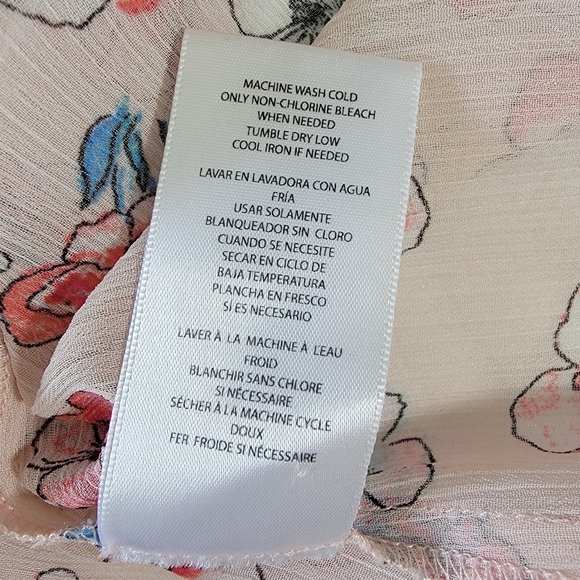 MACHINE WASH COLD
ONLY NON-CHLORINE BLEACH
WHEN NEEDED
TUMBLE DRY LOW
COOL IRON IF NEEDED
LAVAR EN LAVADORA CON AGUA
FRÍA
USAR SOLAMENTE
BLANQUEADOR SIN CLORO
CUANDO SE NECESITE
SECAR EN CICLO DE
BAJA TEMPERATURA
PLANCHA EN FRESCO
SÍ ES NECESARIO
LAVER À LA MACHINE À L'EAU
FROID
BLANCHIR SANS CHLORE
SI NÉCESSAIRE
SÉCHER À LA MACHINE CYCLE
DOUX
FER FROIDE SI NÉCESSAIRE